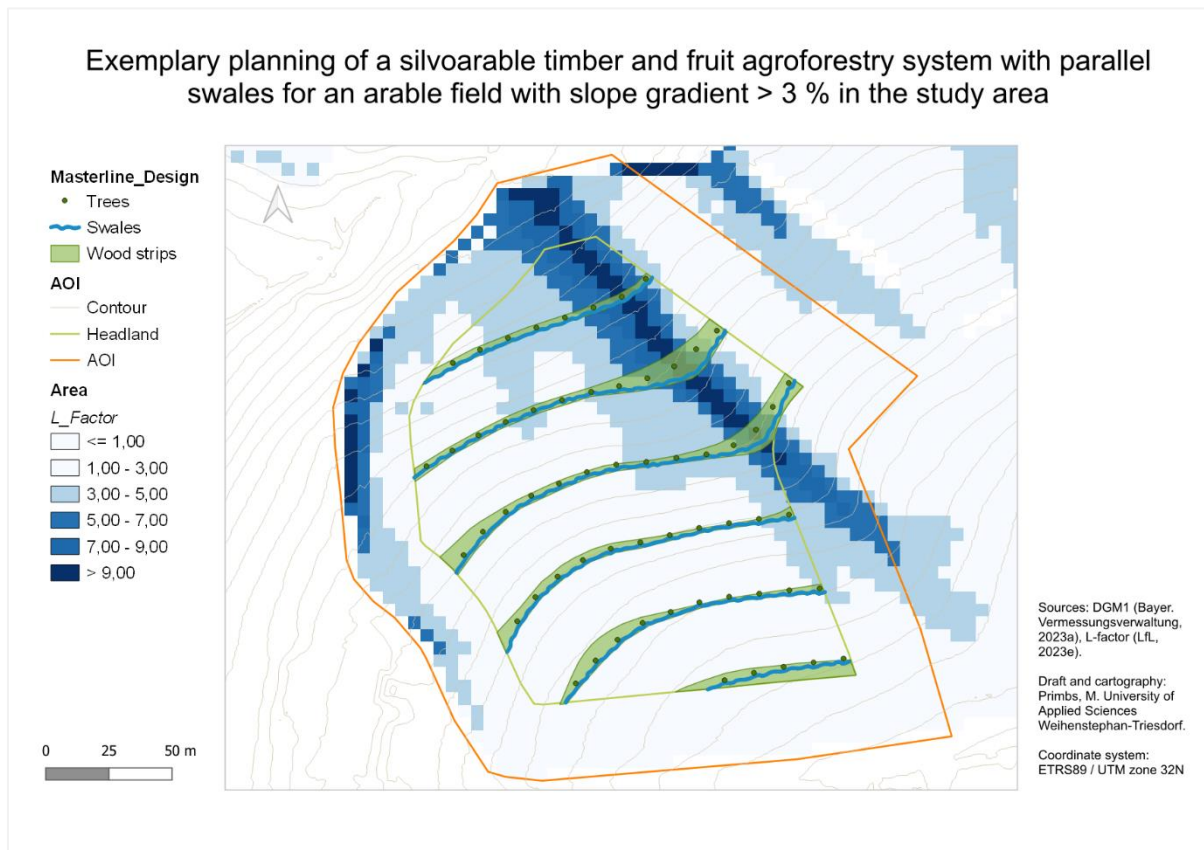 Exemplary planning of a silvoarable timber and fruit agroforestry system with parallel
swales for an arable field with slope gradient > 3 % in the study area
Masterline_Design
Trees
Swales
Wood strips
AOI
Contour
Headland
AOI
Area
L_Factor
<= 1,00
1,00 - 3,00
3,00 - 5,00
5,00 - 7,00
7,00 - 9,00
> 9,00
0 25 50 m
Sources: DGM1 (Bayer.
Vermessungsverwaltung,
2023a), L-factor (LfL,
2023e).
Draft and cartography:
Primbs, M. University of
Applied Sciences
Weihenstephan-Triesdorf.
Coordinate system:
ETRS89 / UTM zone 32N